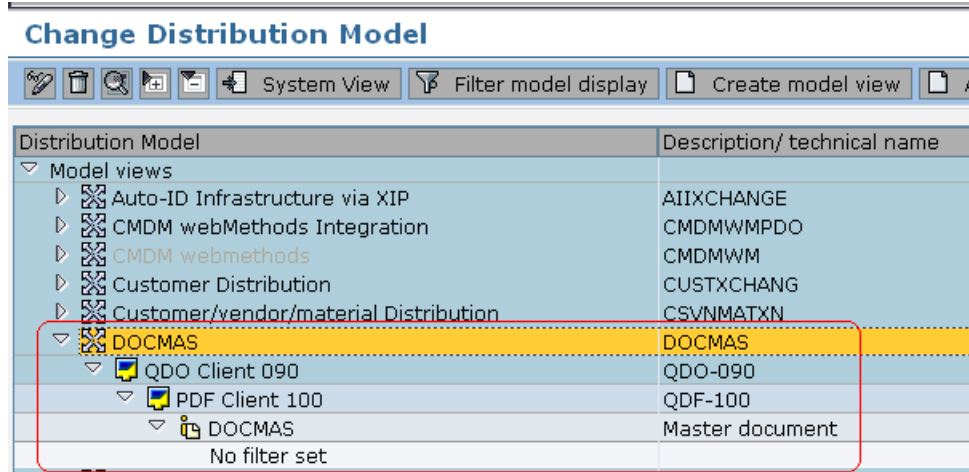 Change Distribution Model
System View Filter model display Create model view
Distribution Model Description/ technical name
Model views
Auto-ID Infrastructure via XIP AIIXCHANGE
CMDM webMethods Integration CMDMWMPDO
CMDM webmethods CMDMWM
Customer Distribution CUSTXCHANG
Customer/vendor/material Distribution CSVNMATXN
DOCMAS DOCMAS
QDO Client 090 QDO-090
PDF Client 100 QDF-100
DOCMAS Master document
No filter set